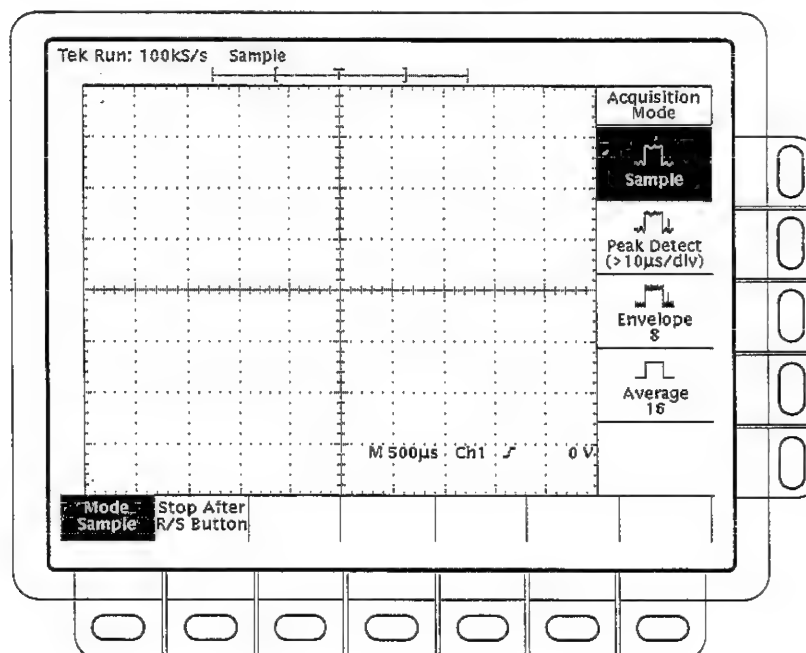 Tek Run: 100kS/s Sample
Acquisition
Mode
Sample
Peak Detect
(>10µs/div)
Envelope
8
Average
16
M 500µs Ch1 0 V
Mode
Sample
Stop After
R/S Button